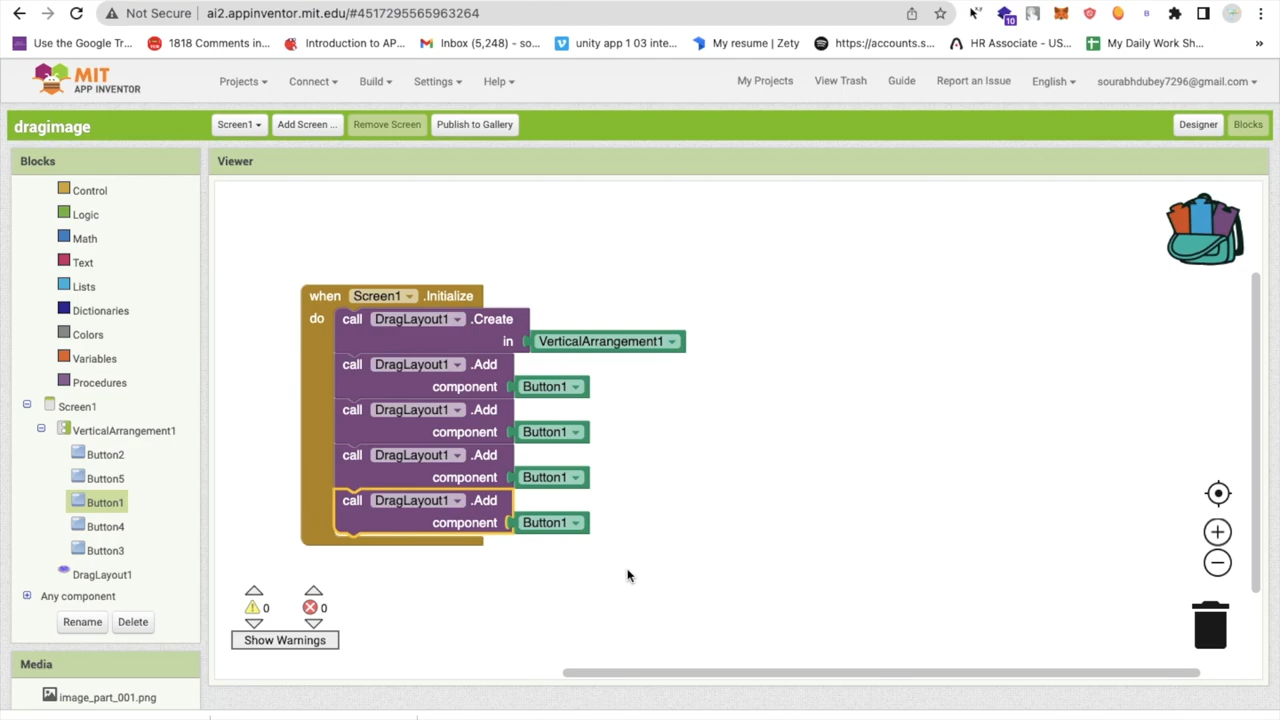 Not Secure | ai2.appinventor.mit.edu/#4517295565963264
10
Use the Google Tr...
1818 Comments in...
Introduction to AP...
Inbox (5,248) - so...
unity app 1 03 inte...
My resume | Zety
https://accounts.s...
HR Associate - US...
My Daily Work Sh...
»
MIT
APP INVENTOR
Projects
Connect
Build
Settings
Help
My Projects
View Trash
Guide
Report an Issue
English
sourabhdubey7296@gmail.com
dragimage
Screen1
Add Screen ...
Remove Screen
Publish to Gallery
Designer
Blocks
Blocks
Control
Logic
Math
Text
Lists
Dictionaries
Colors
Variables
Procedures
Screen1
VerticalArrangement1
Button2
Button5
Button1
Button4
Button3
DragLayout1
Any component
Rename
Delete
Media
image_part_001.png
Viewer
when Screen1 .Initialize
do call DragLayout1 .Create
in VerticalArrangement1
call DragLayout1 .Add
component Button1
call DragLayout1 .Add
component Button1
call DragLayout1 .Add
component Button1
call DragLayout1 .Add
component Button1
0 0
Show Warnings